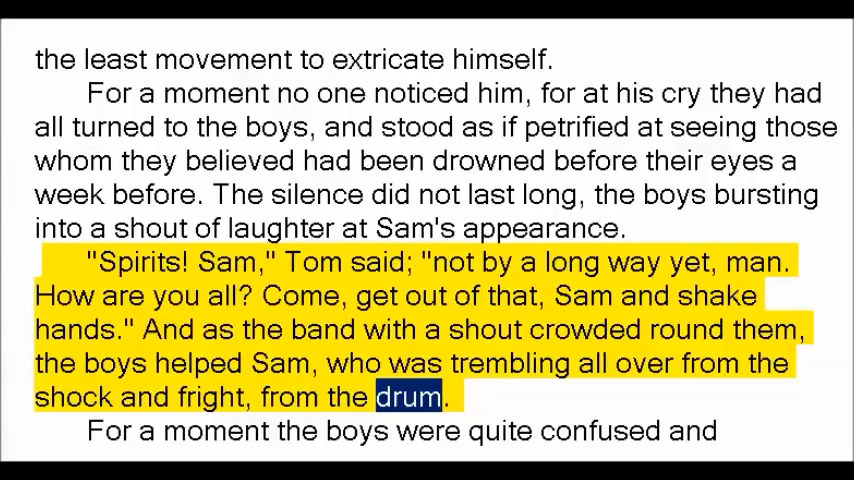 the least movement to extricate himself.
For a moment no one noticed him, for at his cry they had
all turned to the boys, and stood as if petrified at seeing those
whom they believed had been drowned before their eyes a
week before. The silence did not last long, the boys bursting
into a shout of laughter at Sam's appearance.
"Spirits! Sam," Tom said; "not by a long way yet, man.
How are you all? Come, get out of that, Sam and shake
hands." And as the band with a shout crowded round them,
the boys helped Sam, who was trembling all over from the
shock and fright, from the drum.
For a moment the boys were quite confused and